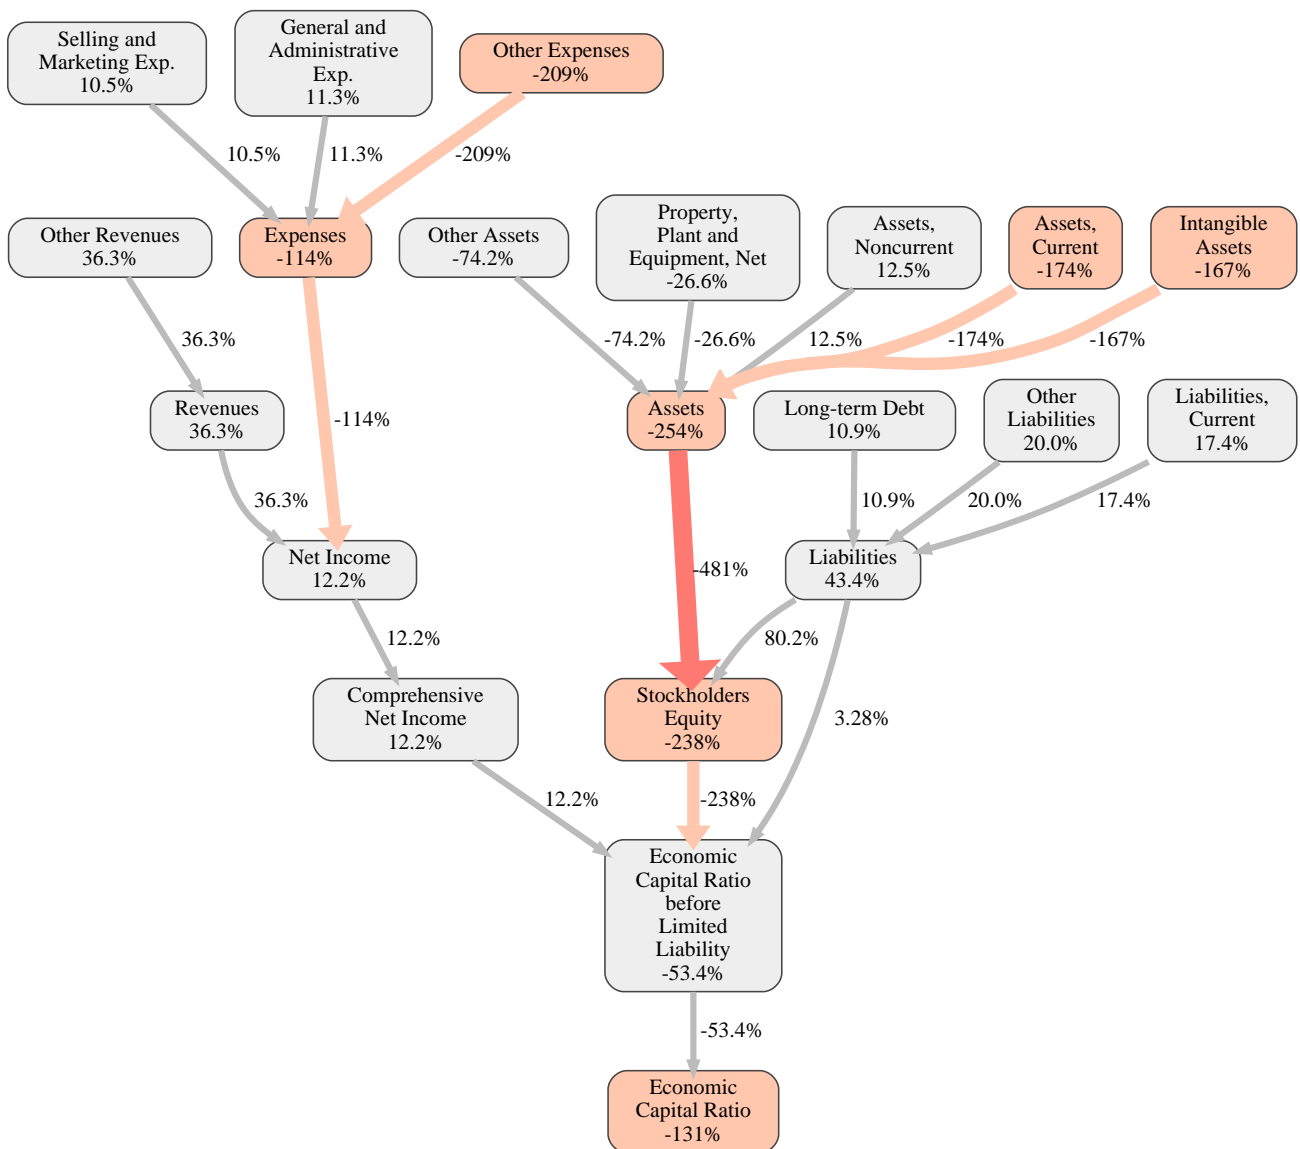 Selling and
Marketing Exp.
10.5%
General and
Administrative
Exp.
11.3%
Other Expenses
-209%
10.5%
11.3%
-209%
Other Revenues
36.3%
Expenses
-114%
Other Assets
-74.2%
Property,
Plant and
Equipment, Net
-26.6%
Assets,
Noncurrent
12.5%
Assets,
Current
-174%
Intangible
Assets
-167%
36.3%
-74.2%
-26.6%
12.5%
-174%
-167%
Revenues
36.3%
-114%
Assets
-254%
Long-term Debt
10.9%
Other
Liabilities
20.0%
Liabilities,
Current
17.4%
36.3%
10.9%
20.0%
17.4%
Net Income
12.2%
-481%
Liabilities
43.4%
12.2%
80.2%
Comprehensive
Net Income
12.2%
Stockholders
Equity
-238%
3.28%
12.2%
-238%
Economic
Capital Ratio
before
Limited
Liability
-53.4%
-53.4%
Economic
Capital Ratio
-131%